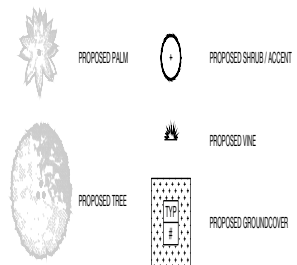 PROPOSED PALM
PROPOSED SHRUB / ACCENT
PROPOSED VINE
PROPOSED TREE
TYP
#
PROPOSED GROUNDCOVER